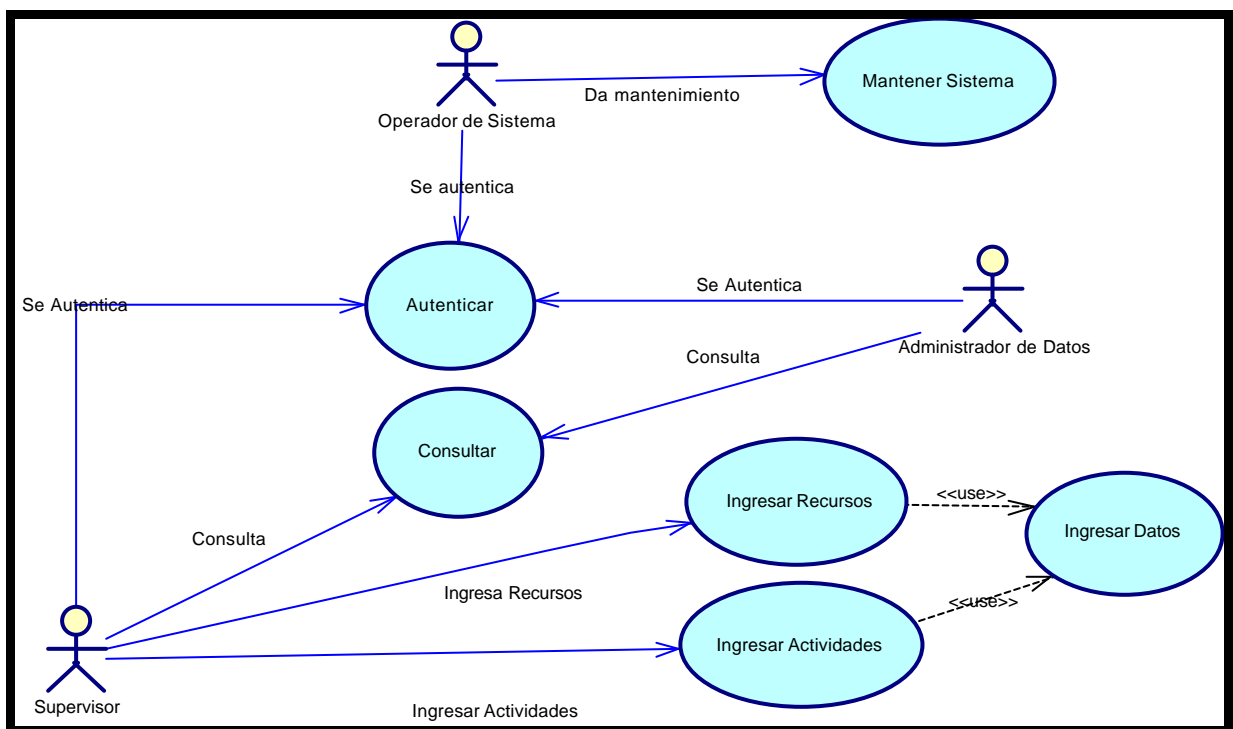 Mantener Sistema
Da mantenimiento
Operador de Sistema
Se autentica
Se Autentica
Se Autentica
Autenticar
Administrador de Datos
Consulta
Consultar
Ingresar Recursos
<<use>>
Ingresar Datos
Consulta
Ingresa Recursos
<<use>>
Ingresar Actividades
Supervisor
Ingresar Actividades